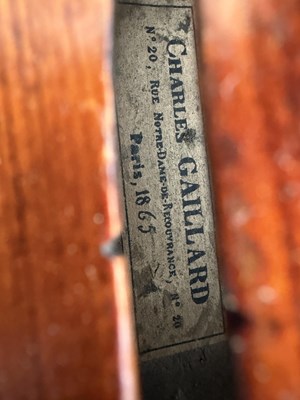 CHARLES GAILLARD
N° 20, RUE NOTRE-DAME-DE-RECOUVRANCE, N° 20
Paris, 1865